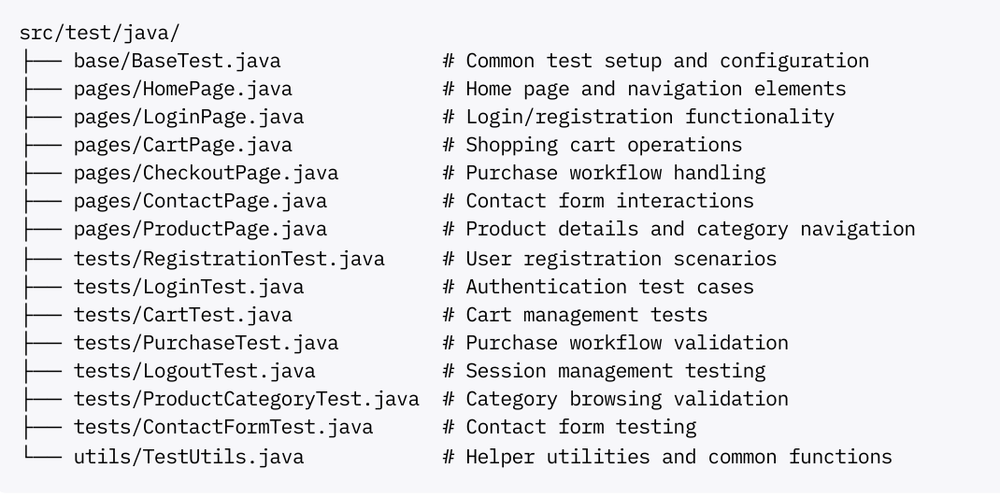 src/test/java/
├── base/BaseTest.java              # Common test setup and configuration
├── pages/HomePage.java             # Home page and navigation elements
├── pages/LoginPage.java            # Login/registration functionality
├── pages/CartPage.java             # Shopping cart operations
├── pages/CheckoutPage.java         # Purchase workflow handling
├── pages/ContactPage.java          # Contact form interactions
├── pages/ProductPage.java          # Product details and category navigation
├── tests/RegistrationTest.java     # User registration scenarios
├── tests/LoginTest.java            # Authentication test cases
├── tests/CartTest.java             # Cart management tests
├── tests/PurchaseTest.java         # Purchase workflow validation
├── tests/LogoutTest.java           # Session management testing
├── tests/ProductCategoryTest.java  # Category browsing validation
├── tests/ContactFormTest.java      # Contact form testing
└── utils/TestUtils.java            # Helper utilities and common functions